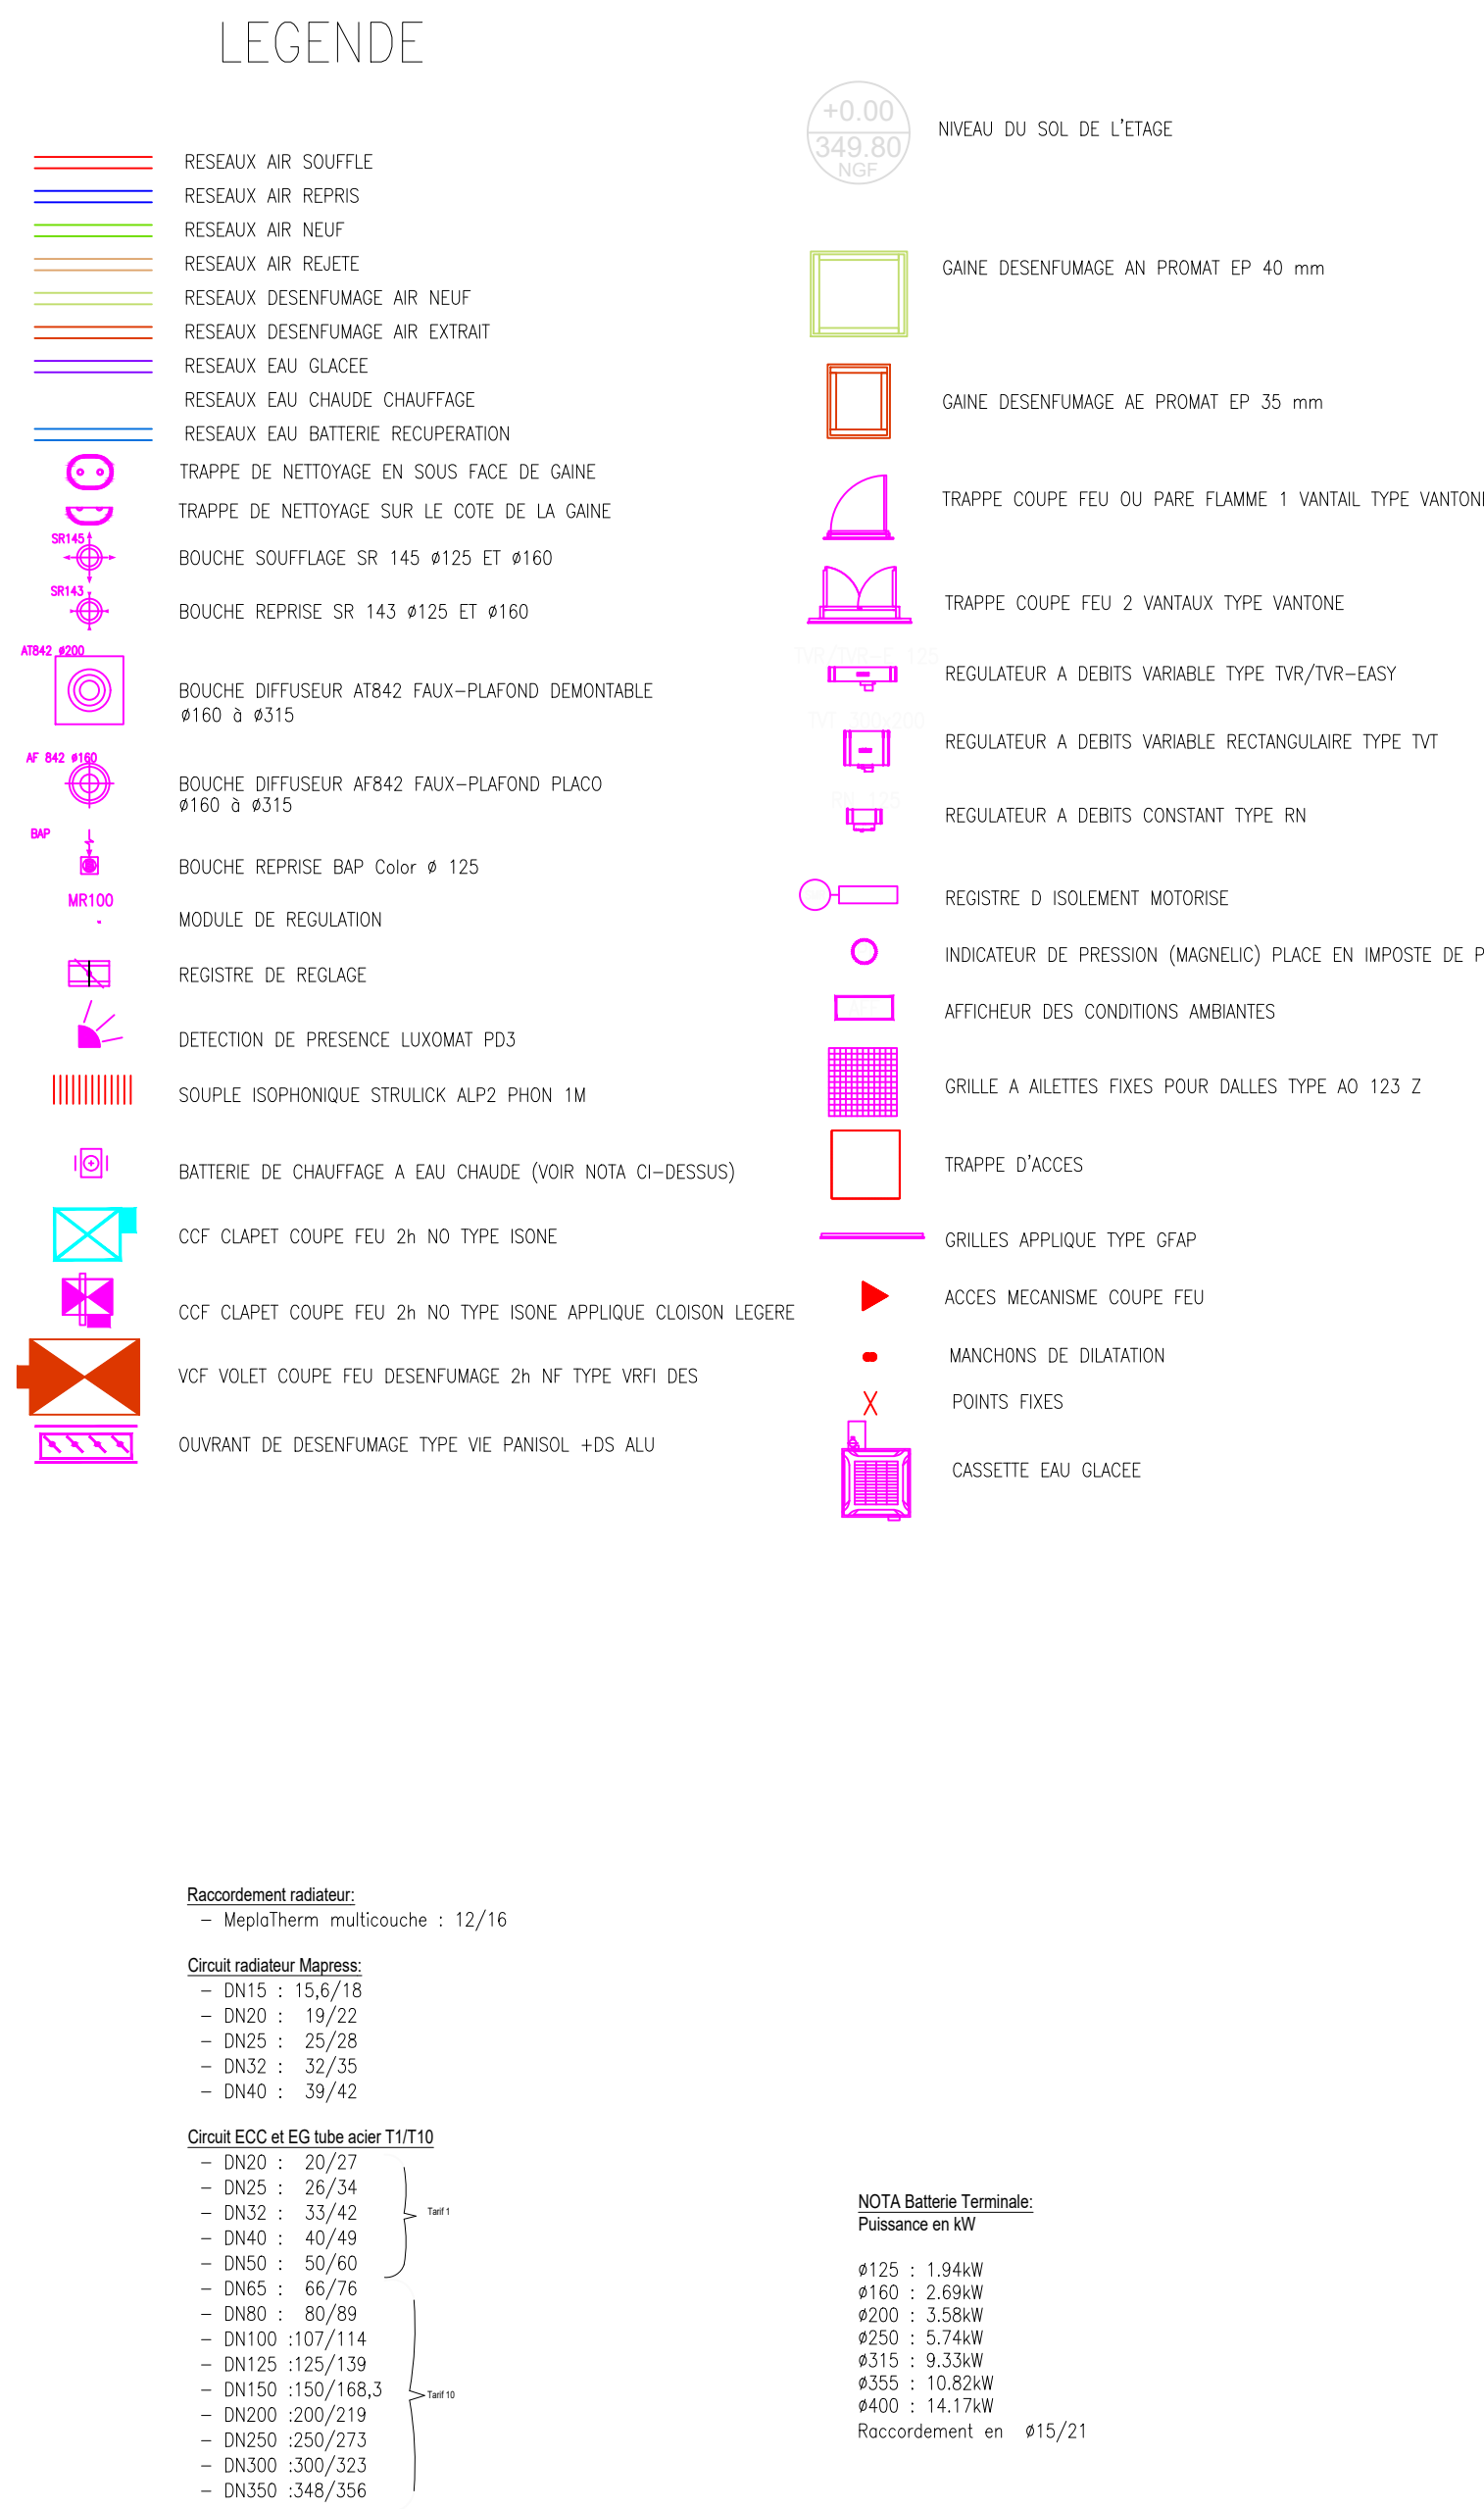 LEGENDE
RESEAUX AIR SOUFFLE
RESEAUX AIR REPRIS
RESEAUX AIR NEUF
RESEAUX AIR REJETE
RESEAUX DESENFUMAGE AIR NEUF
RESEAUX DESENFUMAGE AIR EXTRAIT
RESEAUX EAU GLACEE
RESEAUX EAU CHAUDE CHAUFFAGE
RESEAUX EAU BATTERIE RECUPERATION
TRAPPE DE NETTOYAGE EN SOUS FACE DE GAINE
TRAPPE DE NETTOYAGE SUR LE COTE DE LA GAINE
SR145
BOUCHE SOUFFLAGE SR 145 ø125 ET ø160
SR143
BOUCHE REPRISE SR 143 ø125 ET ø160
AT842 ø200
BOUCHE DIFFUSEUR AT842 FAUX-PLAFOND DEMONTABLE
ø160 à ø315
AF 842 ø160
BOUCHE DIFFUSEUR AF842 FAUX-PLAFOND PLACO
ø160 à ø315
BAP
BOUCHE REPRISE BAP Color ø 125
MR100
MODULE DE REGULATION
REGISTRE DE REGLAGE
DETECTION DE PRESENCE LUXOMAT PD3
SOUPLE ISOPHONIQUE STRULICK ALP2 PHON 1M
BATTERIE DE CHAUFFAGE A EAU CHAUDE (VOIR NOTA CI-DESSUS)
CCF CLAPET COUPE FEU 2h NO TYPE ISONE
CCF CLAPET COUPE FEU 2h NO TYPE ISONE APPLIQUE CLOISON LEGERE
VCF VOLET COUPE FEU DESENFUMAGE 2h NF TYPE VRFI DES
OUVRANT DE DESENFUMAGE TYPE VIE PANISOL +DS ALU
+0.00
349.80
NGF
NIVEAU DU SOL DE L'ETAGE
GAINE DESENFUMAGE AN PROMAT EP 40 mm
GAINE DESENFUMAGE AE PROMAT EP 35 mm
TRAPPE COUPE FEU OU PARE FLAMME 1 VANTAIL TYPE VANTONE
TRAPPE COUPE FEU 2 VANTAUX TYPE VANTONE
TVR/TVR-E 125
REGULATEUR A DEBITS VARIABLE TYPE TVR/TVR-EASY
TVT 300x200
REGULATEUR A DEBITS VARIABLE RECTANGULAIRE TYPE TVT
RN 125
REGULATEUR A DEBITS CONSTANT TYPE RN
REGISTRE D ISOLEMENT MOTORISE
INDICATEUR DE PRESSION (MAGNELIC) PLACE EN IMPOSTE DE P
AFFICHEUR DES CONDITIONS AMBIANTES
GRILLE A AILETTES FIXES POUR DALLES TYPE AO 123 Z
TRAPPE D'ACCES
GRILLES APPLIQUE TYPE GFAP
ACCES MECANISME COUPE FEU
MANCHONS DE DILATATION
POINTS FIXES
CASSETTE EAU GLACEE
Raccordement radiateur:
- MeplaTherm multicouche : 12/16
Circuit radiateur Mapress:
- DN15 : 15,6/18
- DN20 : 19/22
- DN25 : 25/28
- DN32 : 32/35
- DN40 : 39/42
Circuit ECC et EG tube acier T1/T10
- DN20 : 20/27
- DN25 : 26/34
- DN32 : 33/42
- DN40 : 40/49
- DN50 : 50/60
- DN65 : 66/76
- DN80 : 80/89
- DN100 :107/114
- DN125 :125/139
- DN150 :150/168,3
- DN200 :200/219
- DN250 :250/273
- DN300 :300/323
- DN350 :348/356
Tarif 1
Tarif 10
NOTA Batterie Terminale:
Puissance en kW
ø125 : 1.94kW
ø160 : 2.69kW
ø200 : 3.58kW
ø250 : 5.74kW
ø315 : 9.33kW
ø355 : 10.82kW
ø400 : 14.17kW
Raccordement en ø15/21